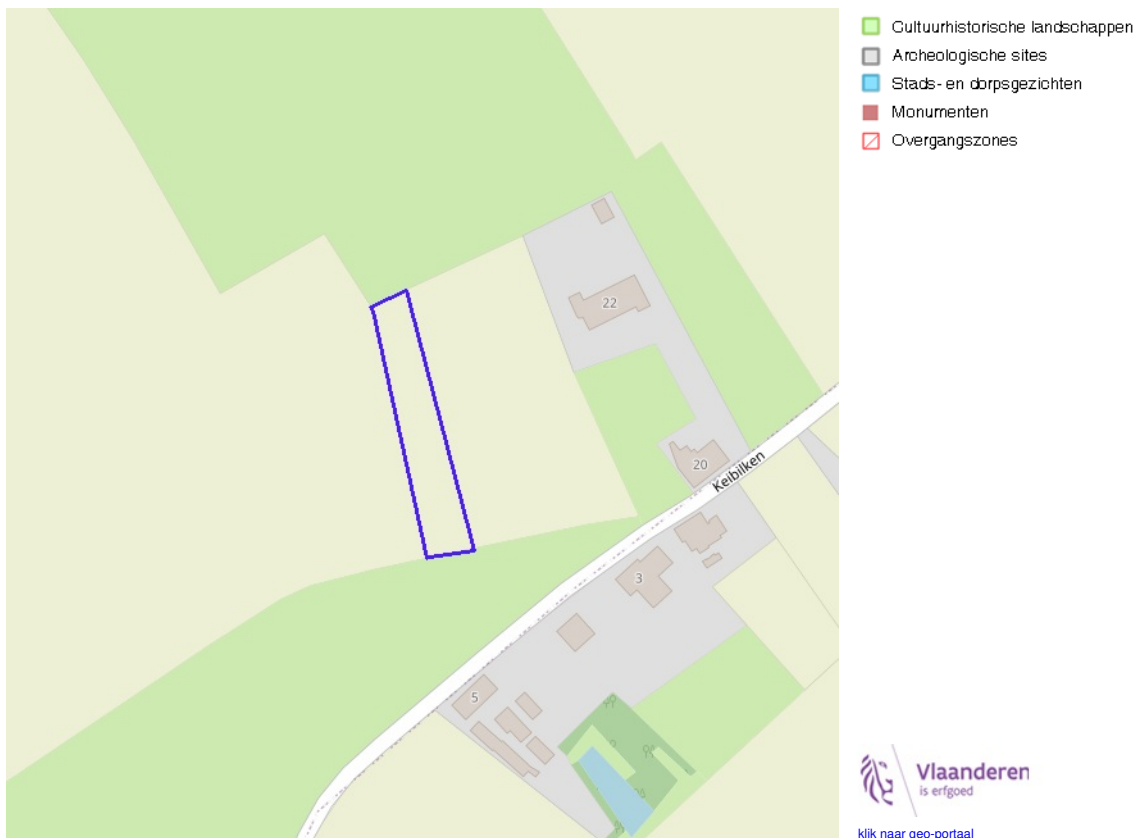 Cultuurhistorische landschappen
Archeologische sites
Stads- en dorpsgezichten
Monumenten
Overgangszones
22
20
Keibilken
3
5
Vlaanderen
is erfgoed
klik naar geo-portaal